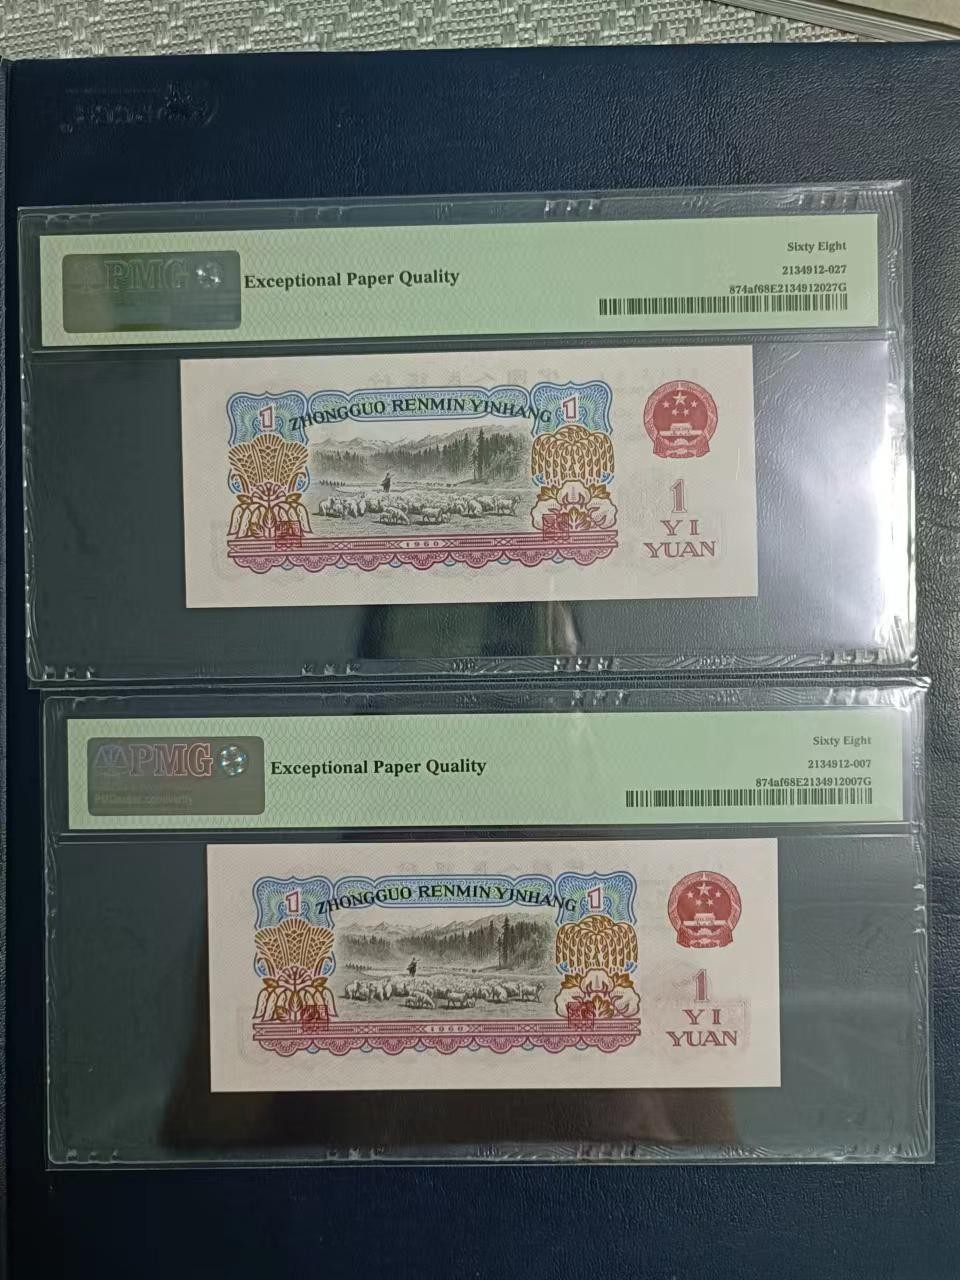 PMG
Exceptional Paper Quality
Sixty Eight
2134912-027
874af68E2134912027G
1
ZHONGGUO RENMIN YINHANG
1
1960
1
YI
YUAN
PMG
Exceptional Paper Quality
Sixty Eight
2134912-007
874af68E2134912007G
1
ZHONGGUO RENMIN YINHANG
1
1960
1
YI
YUAN